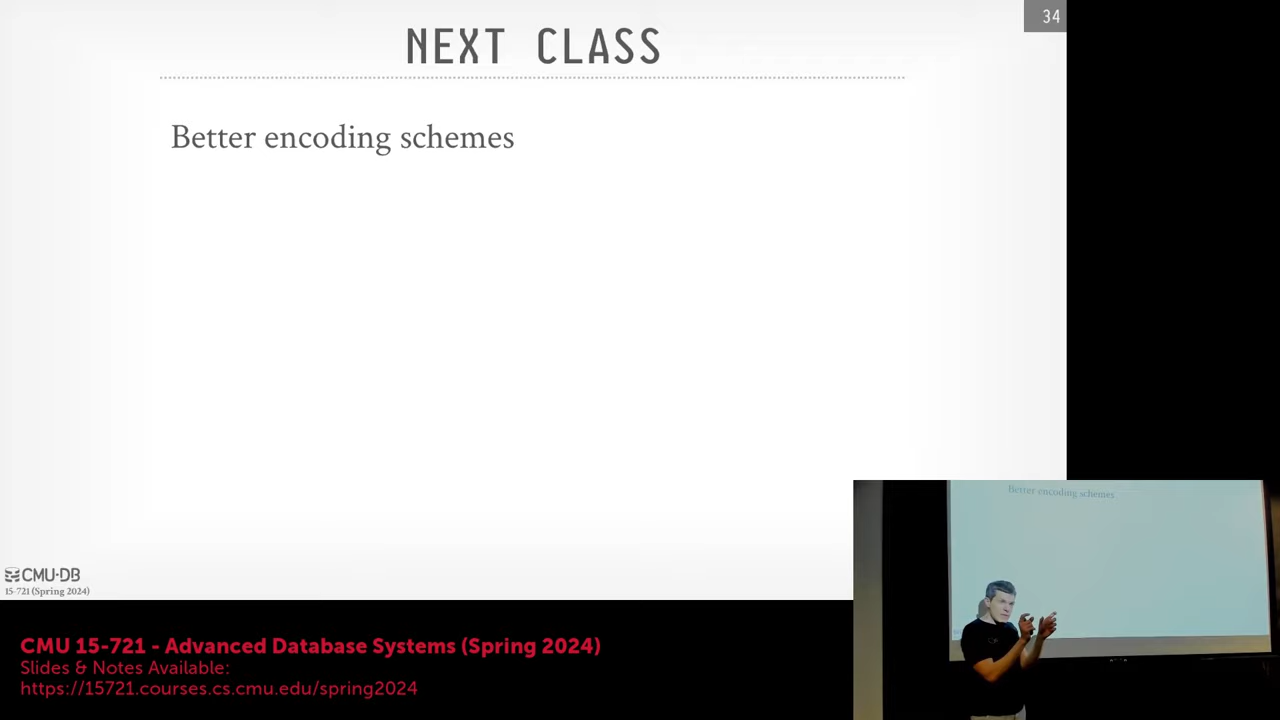 34
NEXT CLASS
Better encoding schemes
CMU·DB
15-721 (Spring 2024)
Better encoding schemes
CMU 15-721 - Advanced Database Systems (Spring 2024)
Slides & Notes Available:
https://15721.courses.cs.cmu.edu/spring2024